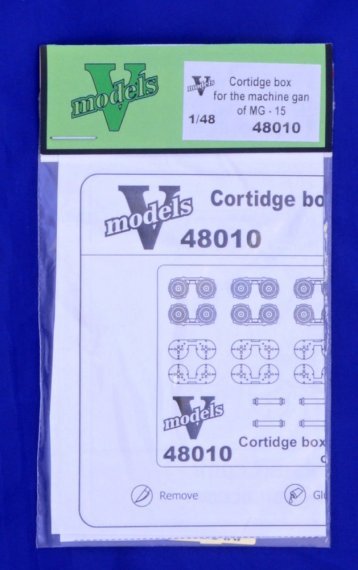 V models
V models
1/48
Cortidge box
for the machine gan
of MG - 15
48010
V models
Cortidge bo
48010
V models
48010
Cortidge box
Remove
Gl